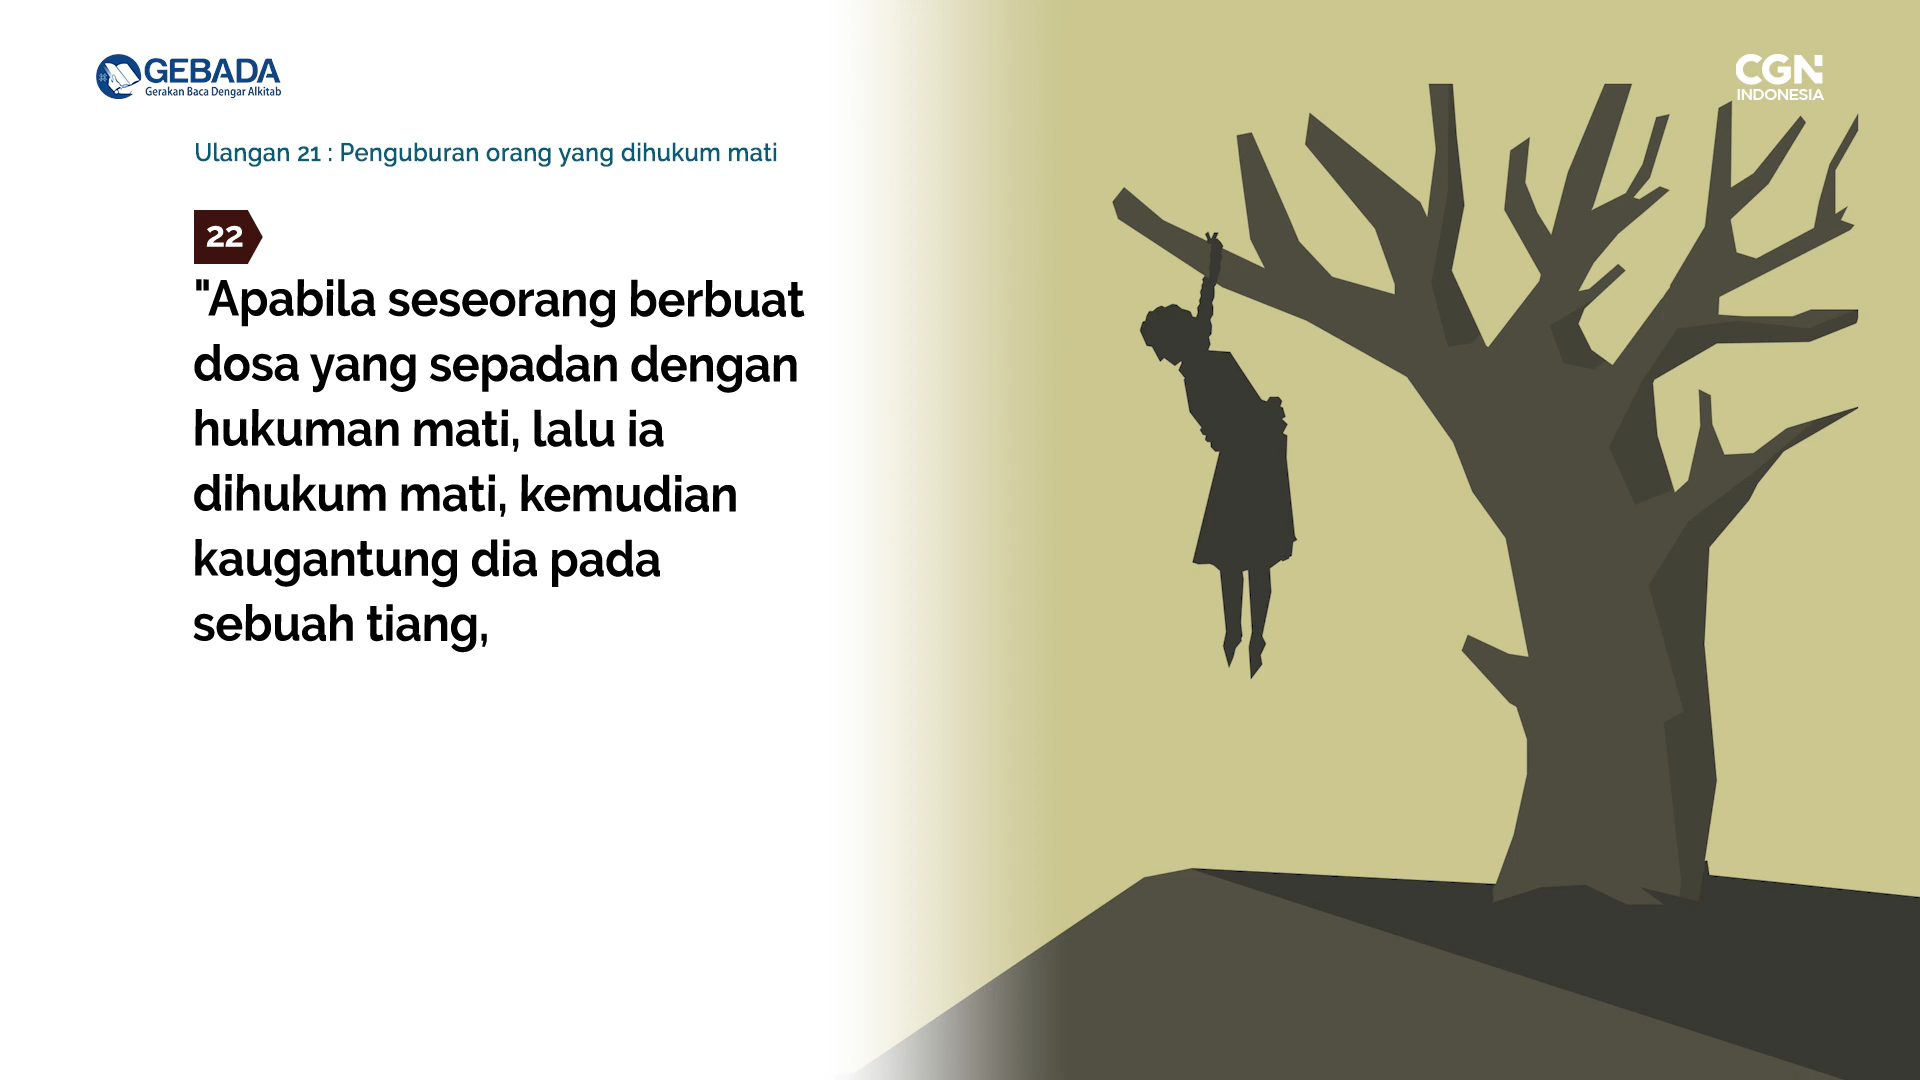 GEBADA
Gerakan Baca Dengar Alkitab
CGN
INDONESIA
Ulangan 21 : Penguburan orang yang dihukum mati
22
"Apabila seseorang berbuat
dosa yang sepadan dengan
hukuman mati, lalu ia
dihukum mati, kemudian
kaugantung dia pada
sebuah tiang,